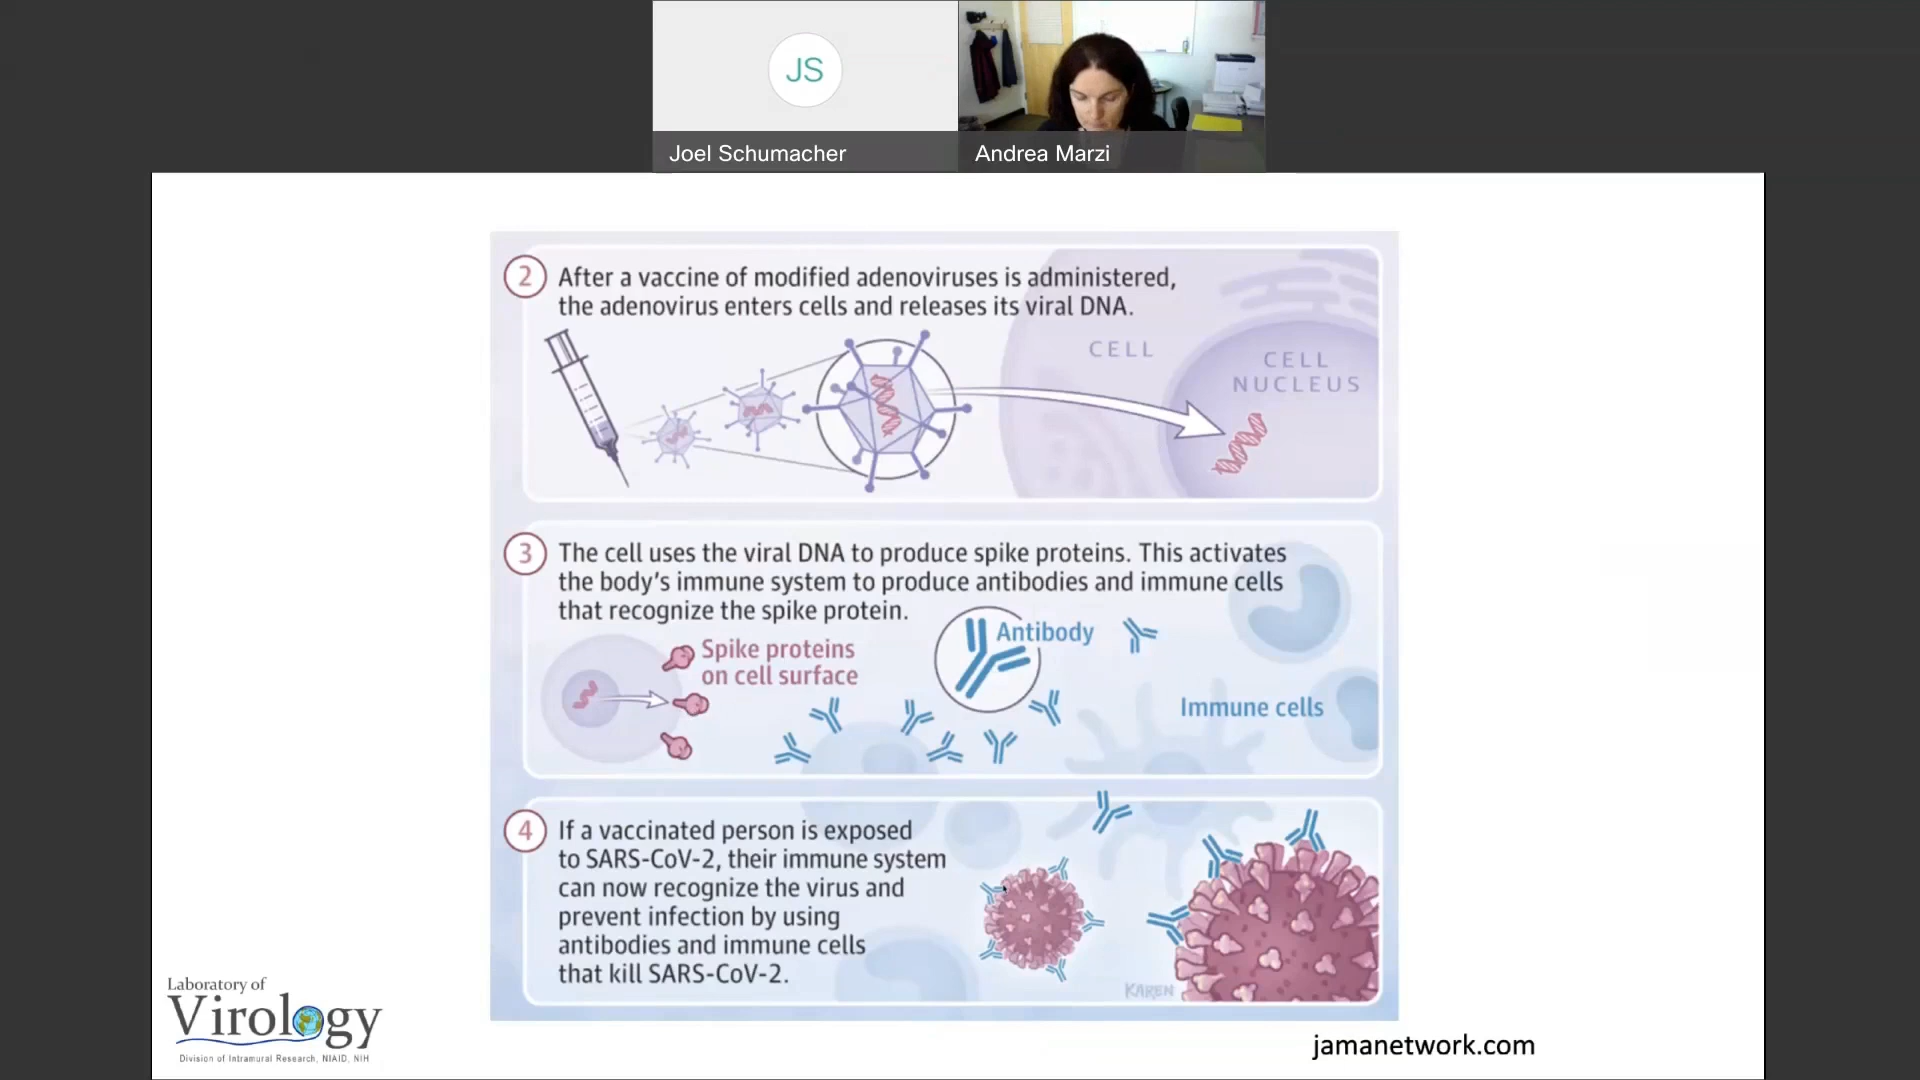 JS
Joel Schumacher
Andrea Marzi
2
After a vaccine of modified adenoviruses is administered,
the adenovirus enters cells and releases its viral DNA.
CELL
CELL
NUCLEUS
3
The cell uses the viral DNA to produce spike proteins. This activates
the body's immune system to produce antibodies and immune cells
that recognize the spike protein.
Antibody
Spike proteins
on cell surface
Immune cells
4
If a vaccinated person is exposed
to SARS-CoV-2, their immune system
can now recognize the virus and
prevent infection by using
antibodies and immune cells
that kill SARS-CoV-2.
KAREN
Laboratory of
Virology
Division of Intramural Research, NIAID, NIH
jamanetwork.com